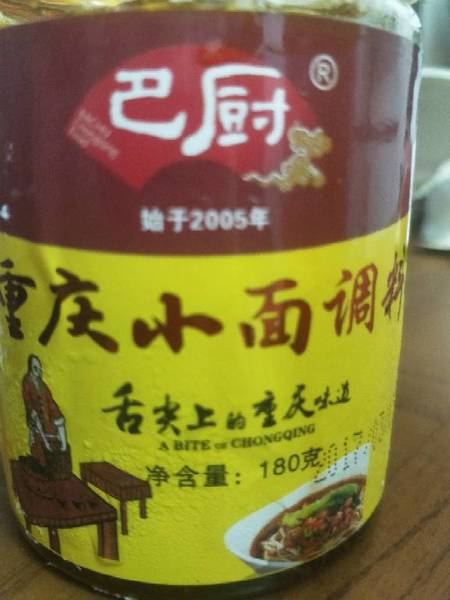 巴厨®
始于2005年
重庆小面调料
舌尖上的重庆味道
A BITE OF CHONGQING
净含量：180克